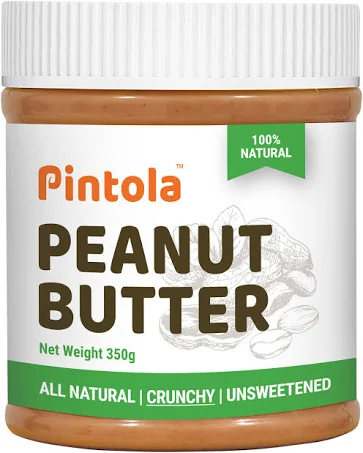 100%
NATURAL
Pintola™
PEANUT
BUTTER
Net Weight 350g
ALL NATURAL | CRUNCHY | UNSWEETENED